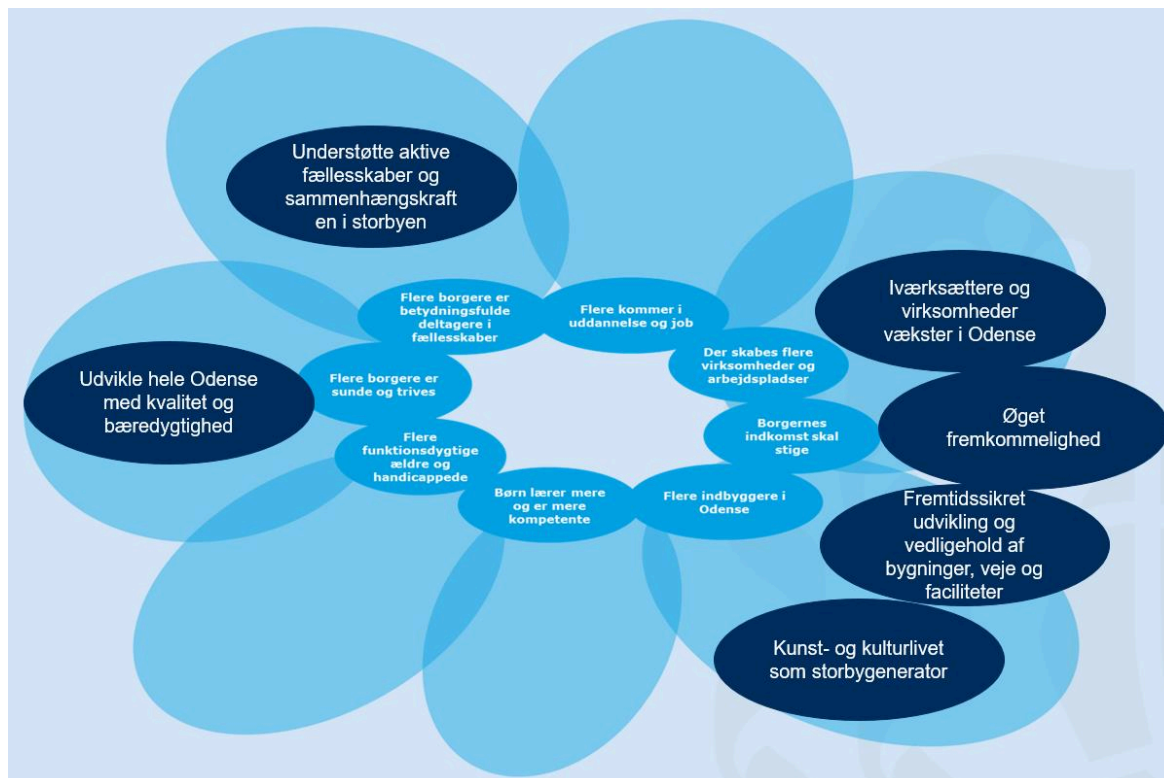 Understøtte aktive
fællesskaber og
sammenhængskraft
en i storbyen
Flere borgere er
betydningsfulde
deltagere i
fællesskaber
Flere kommer i
uddannelse og job
Iværksættere og
virksomheder
vækster i Odense
Der skabes flere
virksomheder og
arbejdspladser
Udvikle hele Odense
med kvalitet og
bæredygtighed
Flere borgere er
sunde og trives
Borgernes
indkomst skal
stige
Øget
fremkommelighed
Flere
funktionsdygtige
ældre og
handicappede
Børn lærer mere
og er mere
kompetente
Flere indbyggere i
Odense
Fremtidssikret
udvikling og
vedligehold af
bygninger, veje og
faciliteter
Kunst- og kulturlivet
som storbygenerator